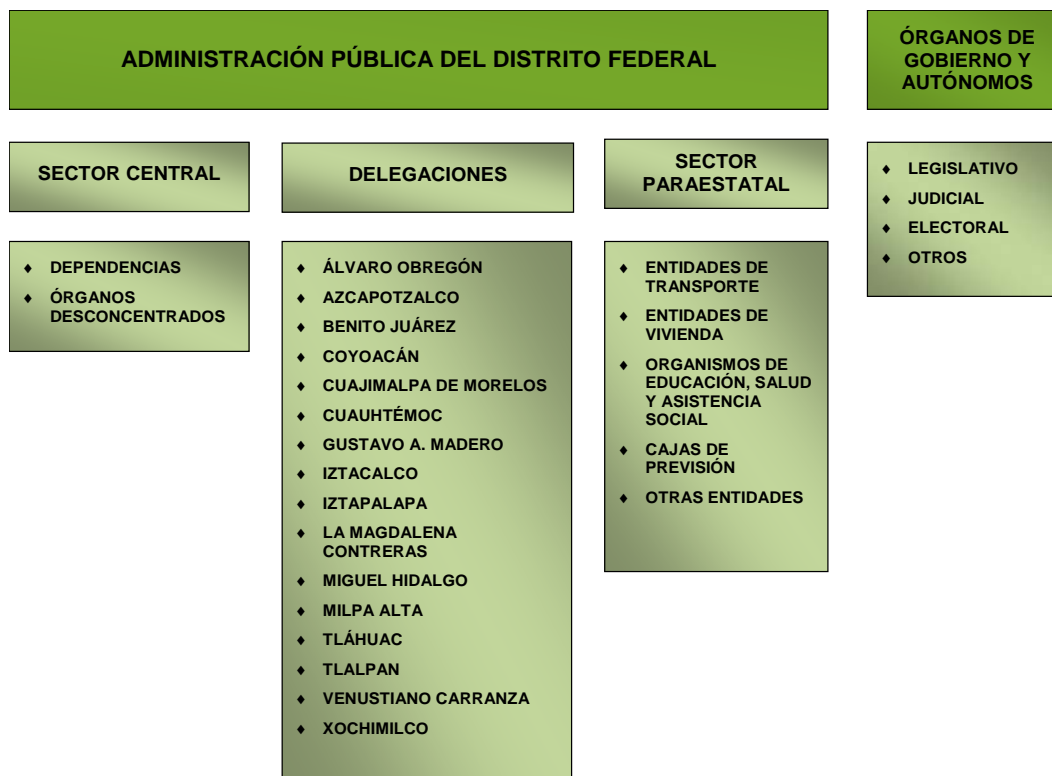 ADMINISTRACIÓN PÚBLICA DEL DISTRITO FEDERAL
ÓRGANOS DE
GOBIERNO Y
AUTÓNOMOS
SECTOR CENTRAL
♦ DEPENDENCIAS
♦ ÓRGANOS
DESCONCENTRADOS
DELEGACIONES
♦ ÁLVARO OBREGÓN
♦ AZCAPOTZALCO
♦ BENITO JUÁREZ
♦ COYOACÁN
♦ CUAJIMALPA DE MORELOS
♦ CUAUHTÉMOC
♦ GUSTAVO A. MADERO
♦ IZTACALCO
♦ IZTAPALAPA
♦ LA MAGDALENA
CONTRERAS
♦ MIGUEL HIDALGO
♦ MILPA ALTA
♦ TLÁHUAC
♦ TLALPAN
♦ VENUSTIANO CARRANZA
♦ XOCHIMILCO
SECTOR
PARAESTATAL
♦ ENTIDADES DE
TRANSPORTE
♦ ENTIDADES DE
VIVIENDA
♦ ORGANISMOS DE
EDUCACIÓN, SALUD
Y ASISTENCIA
SOCIAL
♦ CAJAS DE
PREVISIÓN
♦ OTRAS ENTIDADES
♦ LEGISLATIVO
♦ JUDICIAL
♦ ELECTORAL
♦ OTROS